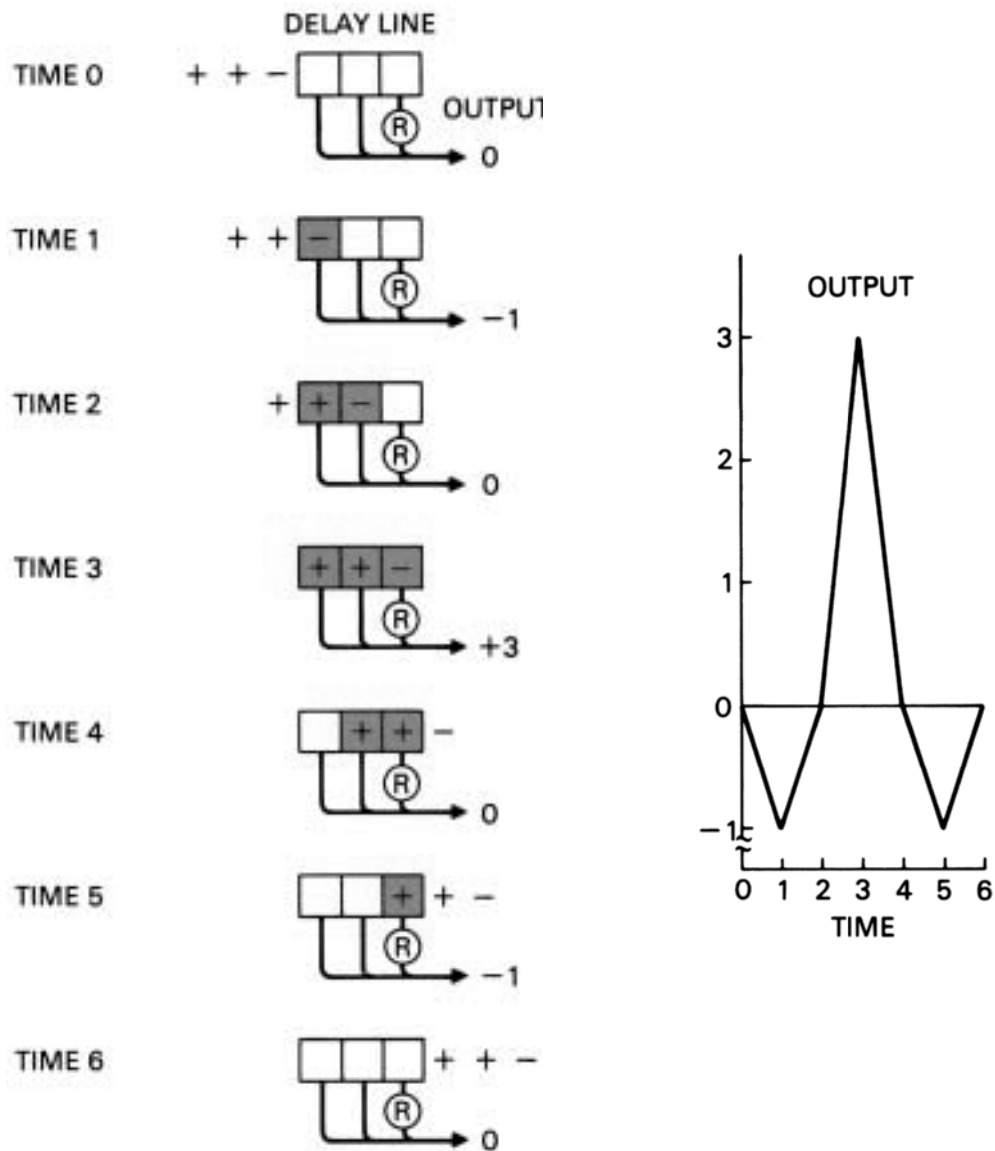 DELAY LINE
TIME 0 + + -
R
OUTPUT
0
TIME 1 + + -
R
-1
TIME 2 + + -
R
0
TIME 3 + + -
R
+3
TIME 4 + + -
R
0
TIME 5 + + -
R
-1
TIME 6 + + -
R
0
OUTPUT
3
2
1
0
-1
0 1 2 3 4 5 6
TIME